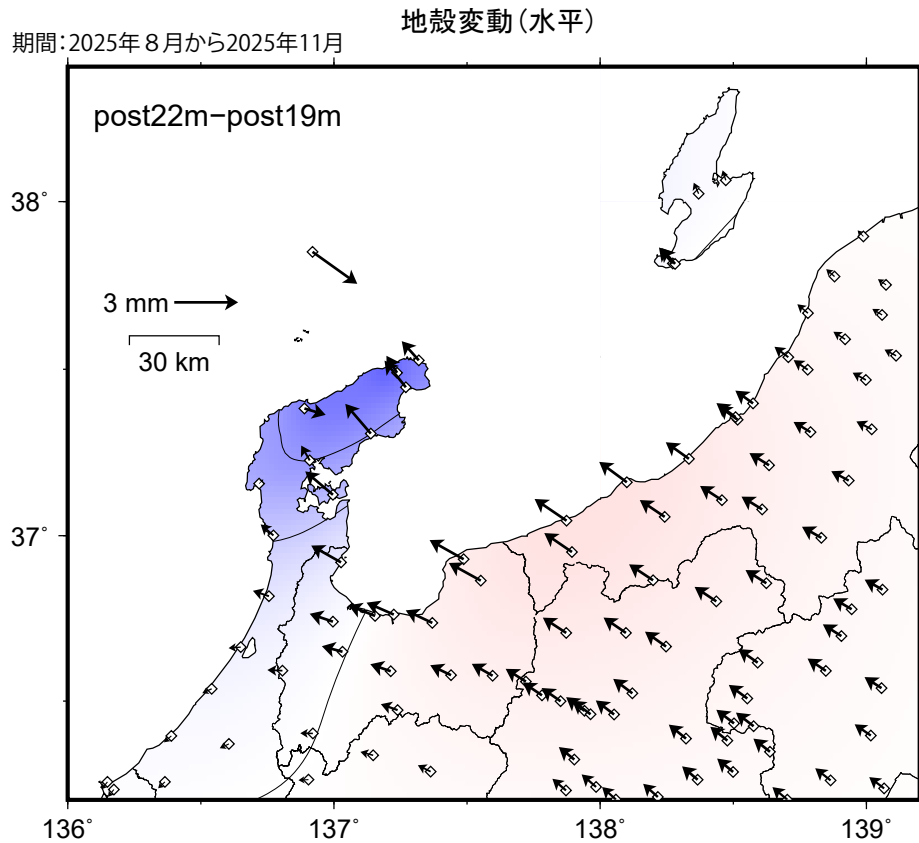 地殻変動（水平）
期間：2025年８月から2025年11月
post22m−post19m
38˚
3 mm
30 km
37˚
136˚ 137˚ 138˚ 139˚